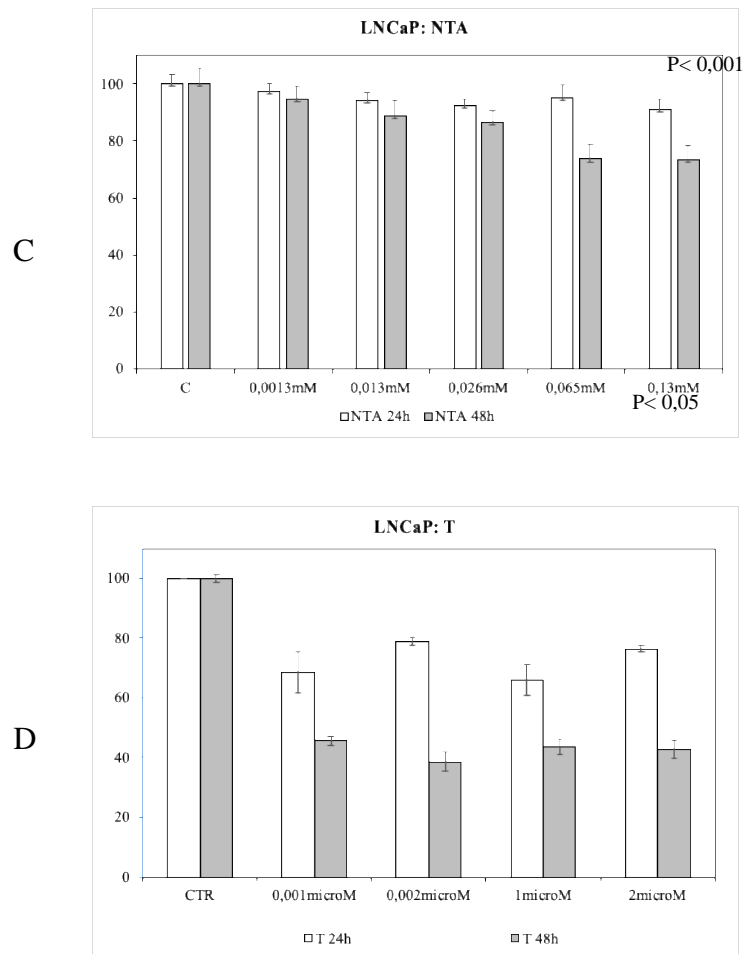 LNCaP: NTA
P< 0,001
100
80
60
40
20
0
C
C 0,0013mM 0,013mM 0,026mM 0,065mM 0,13mM
P< 0,05
NTA 24h NTA 48h
LNCaP: T
100
80
60
40
20
0
D
CTR 0,001microM 0,002microM 1microM 2microM
T 24h T 48h